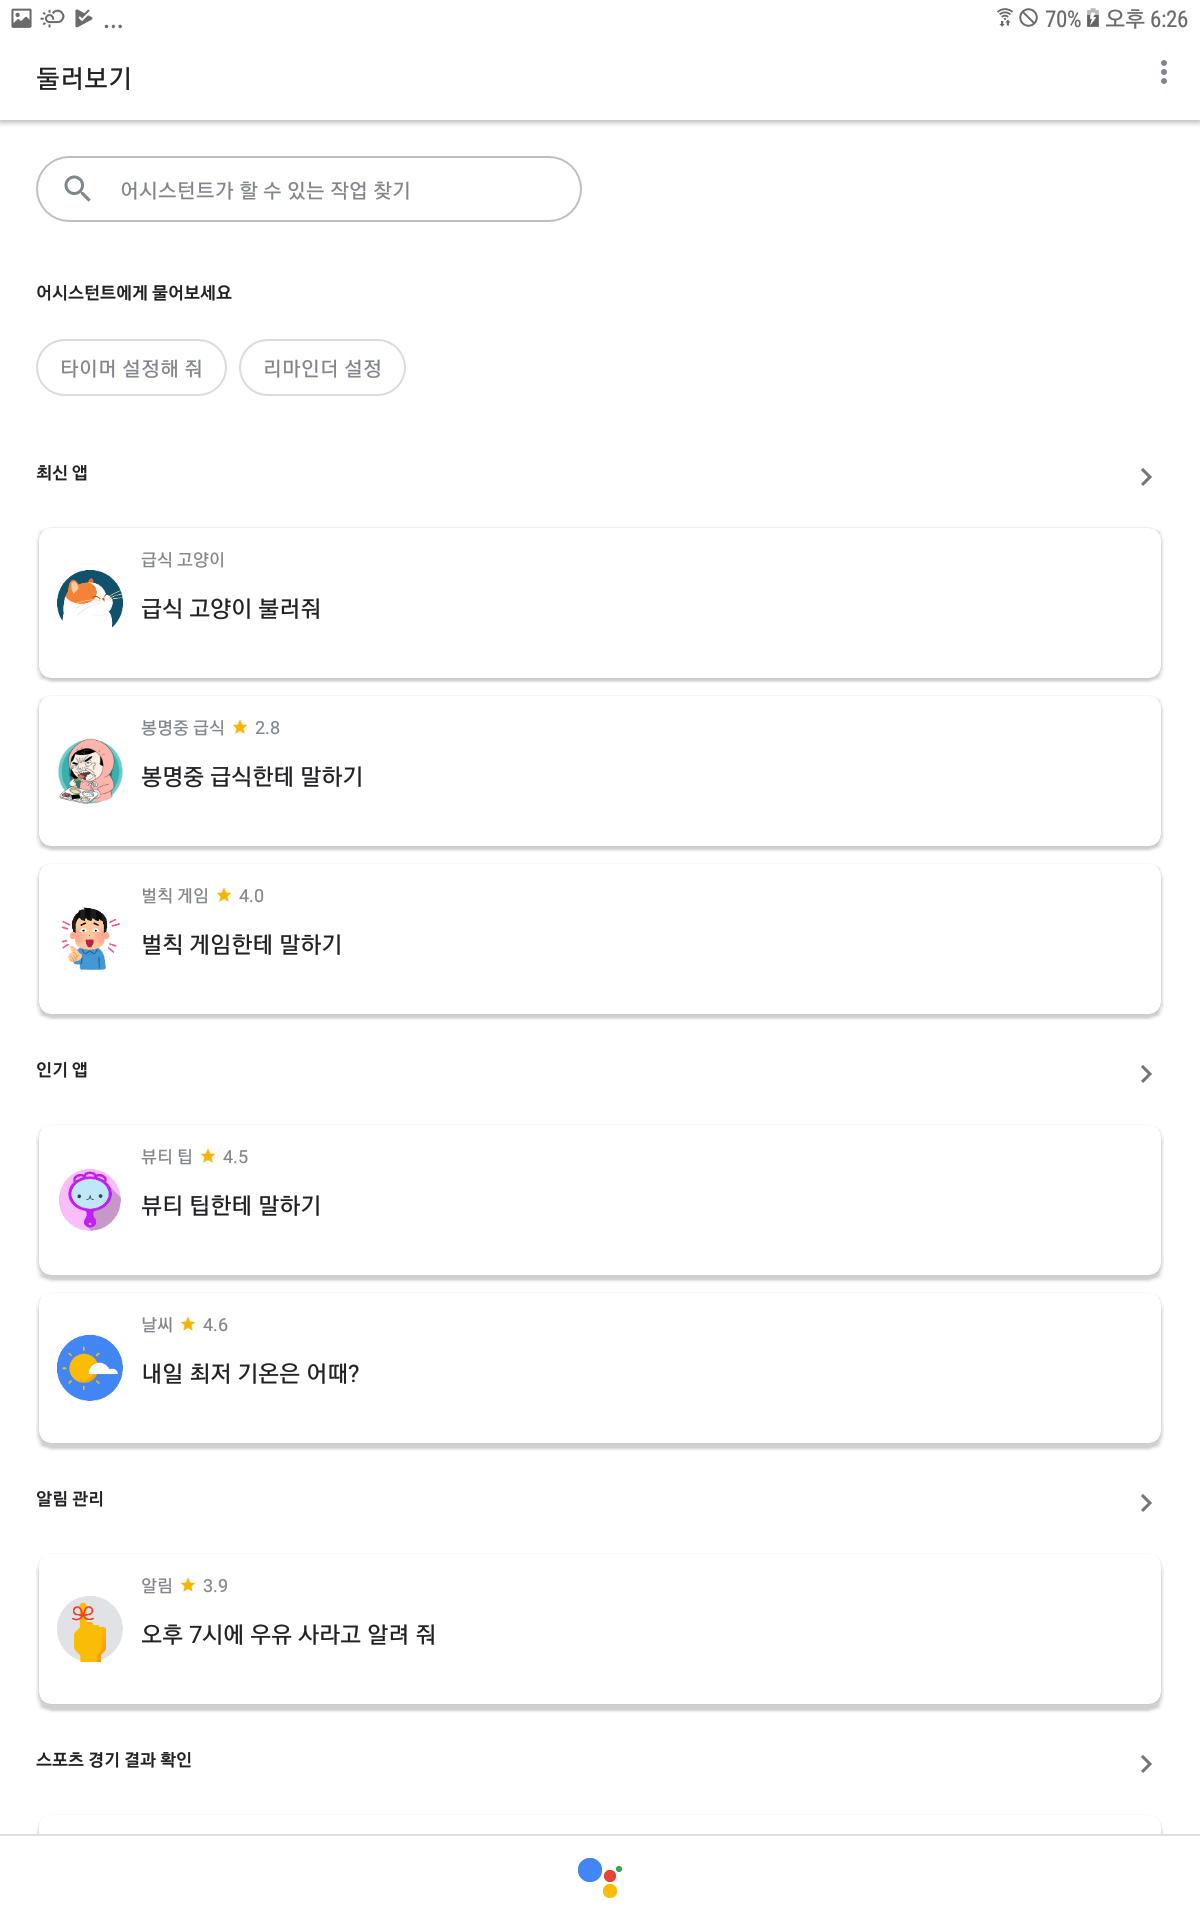 ... 70% 오후 6:26
둘러보기
어시스턴트가 할 수 있는 작업 찾기
어시스턴트에게 물어보세요
타이머 설정해 줘 리마인더 설정
최신 앱
급식 고양이
급식 고양이 불러줘
봉명중 급식 ★ 2.8
봉명중 급식한테 말하기
벌칙 게임 ★ 4.0
벌칙 게임한테 말하기
인기 앱
뷰티 팁 ★ 4.5
뷰티 팁한테 말하기
날씨 ★ 4.6
내일 최저 기온은 어때?
알림 관리
알림 ★ 3.9
오후 7시에 우유 사라고 알려 줘
스포츠 경기 결과 확인